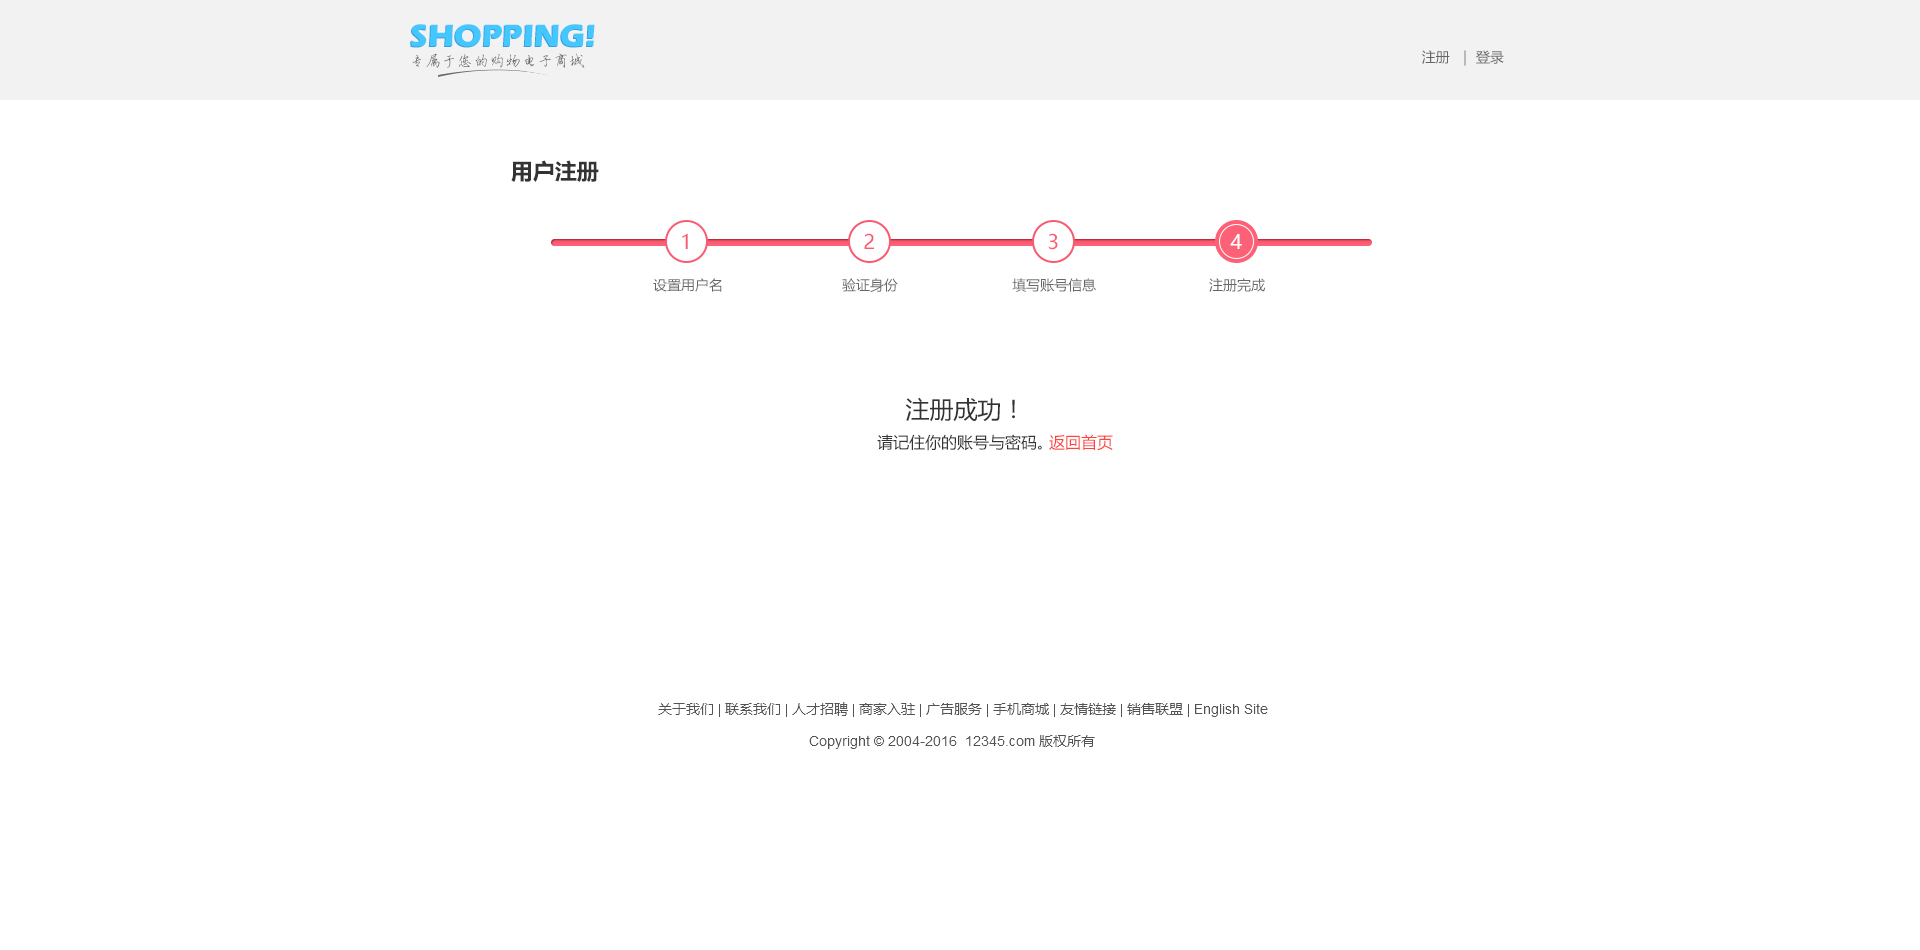 SHOPPING!
专属于您的购物电子商城
注册 | 登录
用户注册
1 2 3 4
设置用户名 验证身份 填写账号信息 注册完成
注册成功！
请记住你的账号与密码。返回首页
关于我们 | 联系我们 | 人才招聘 | 商家入驻 | 广告服务 | 手机商城 | 友情链接 | 销售联盟 | English Site
Copyright © 2004-2016 12345.com 版权所有